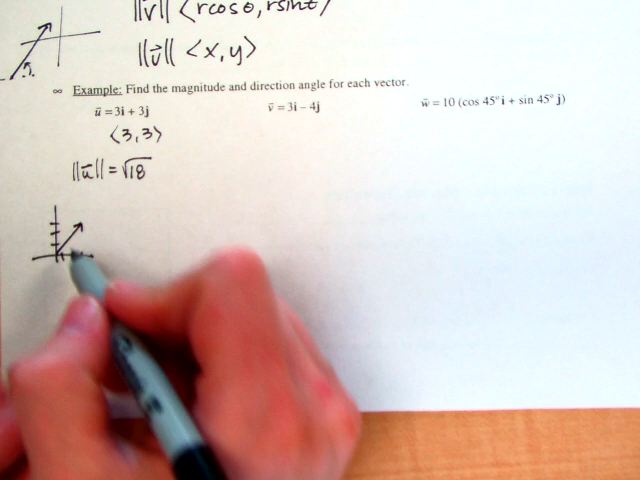 ||v⃗|| ⟨rcosθ, rsinθ⟩
||v⃗|| ⟨x,y⟩
∞ Example: Find the magnitude and direction angle for each vector.
u⃗ = 3i + 3j v⃗ = 3i – 4j w⃗ = 10 (cos 45° i + sin 45° j)
⟨3,3⟩
||u⃗|| = √18